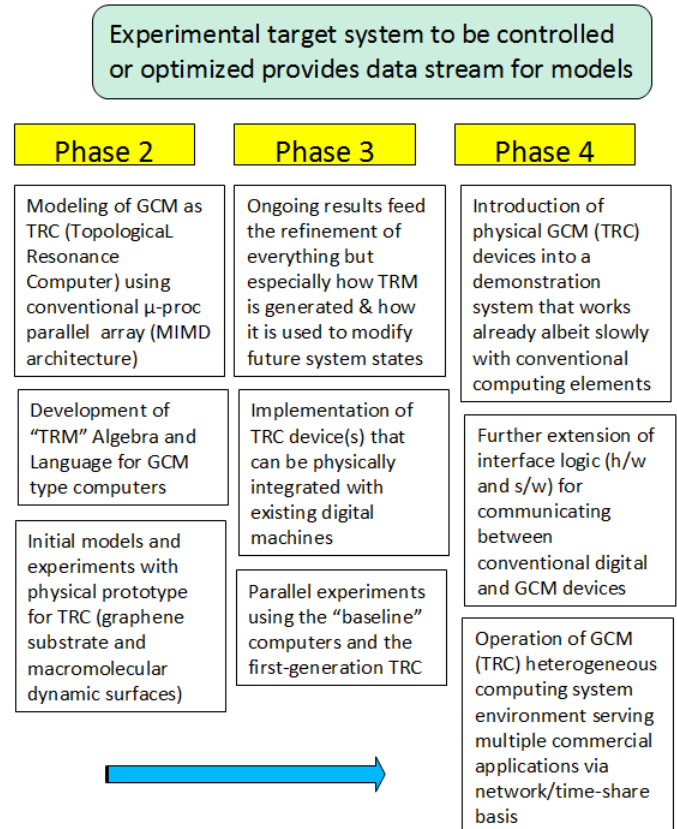 Experimental target system to be controlled
or optimized provides data stream for models
Phase 2
Modeling of GCM as
TRC (TopologicaL
Resonance
Computer) using
conventional µ-proc
parallel array (MIMD
architecture)
Development of
“TRM” Algebra and
Language for GCM
type computers
Initial models and
experiments with
physical prototype
for TRC (graphene
substrate and
macromolecular
dynamic surfaces)
Phase 3
Ongoing results feed
the refinement of
everything but
especially how TRM
is generated & how
it is used to modify
future system states
Implementation of
TRC device(s) that
can be physically
integrated with
existing digital
machines
Parallel experiments
using the “baseline”
computers and the
first-generation TRC
Phase 4
Introduction of
physical GCM (TRC)
devices into a
demonstration
system that works
already albeit slowly
with conventional
computing elements
Further extension of
interface logic (h/w
and s/w) for
communicating
between
conventional digital
and GCM devices
Operation of GCM
(TRC) heterogeneous
computing system
environment serving
multiple commercial
applications via
network/time-share
basis